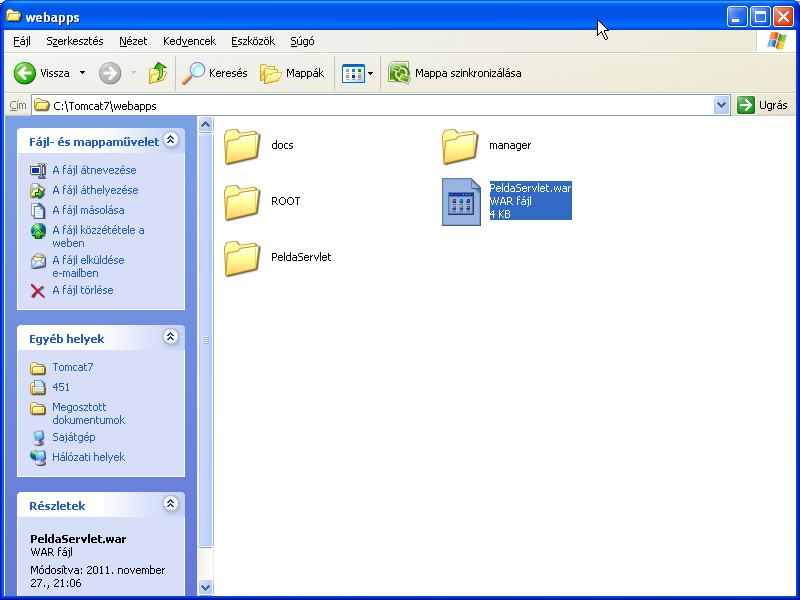 webapps
Fájl Szerkesztés Nézet Kedvencek Eszközök Súgó
Vissza Keresés Mappák Mappa szinkronizálása
Cím C:\Tomcat7\webapps Ugrás
Fájl- és mappaművelet
A fájl átnevezése
A fájl áthelyezése
A fájl másolása
A fájl közzététele a
weben
A fájl elküldése
e-mailben
A fájl törlése
Egyéb helyek
Tomcat7
451
Megosztott
dokumentumok
Sajátgép
Hálózati helyek
Részletek
PeldaServlet.war
WAR fájl
Módosítva: 2011. november
27., 21:06
docs
manager
ROOT
PeldaServlet.war
WAR fájl
4 KB
PeldaServlet